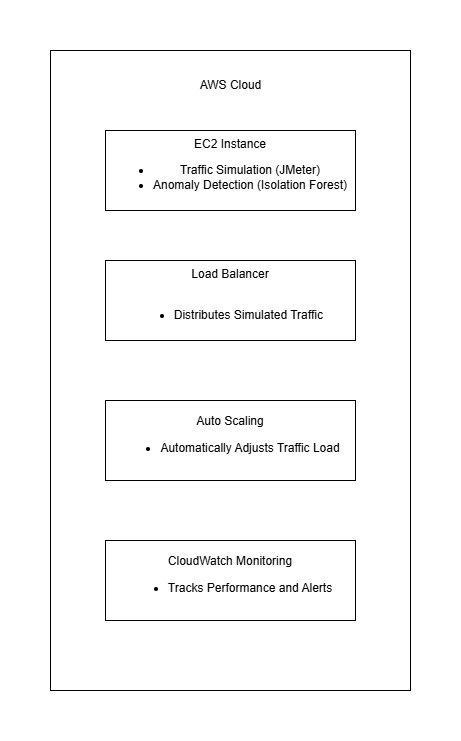 AWS Cloud
EC2 Instance
• Traffic Simulation (JMeter)
• Anomaly Detection (Isolation Forest)
Load Balancer
• Distributes Simulated Traffic
Auto Scaling
• Automatically Adjusts Traffic Load
CloudWatch Monitoring
• Tracks Performance and Alerts